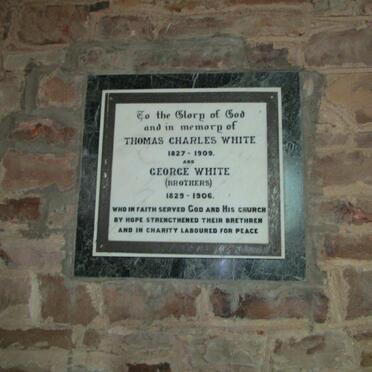 To the Glory of God
and in memory of
THOMAS CHARLES WHITE
1827 - 1909.
AND
GEORGE WHITE
(BROTHERS)
1829 - 1906.
WHO IN FAITH SERVED GOD AND HIS CHURCH
BY HOPE STRENGTHENED THEIR BRETHREN
AND IN CHARITY LABOURED FOR PEACE